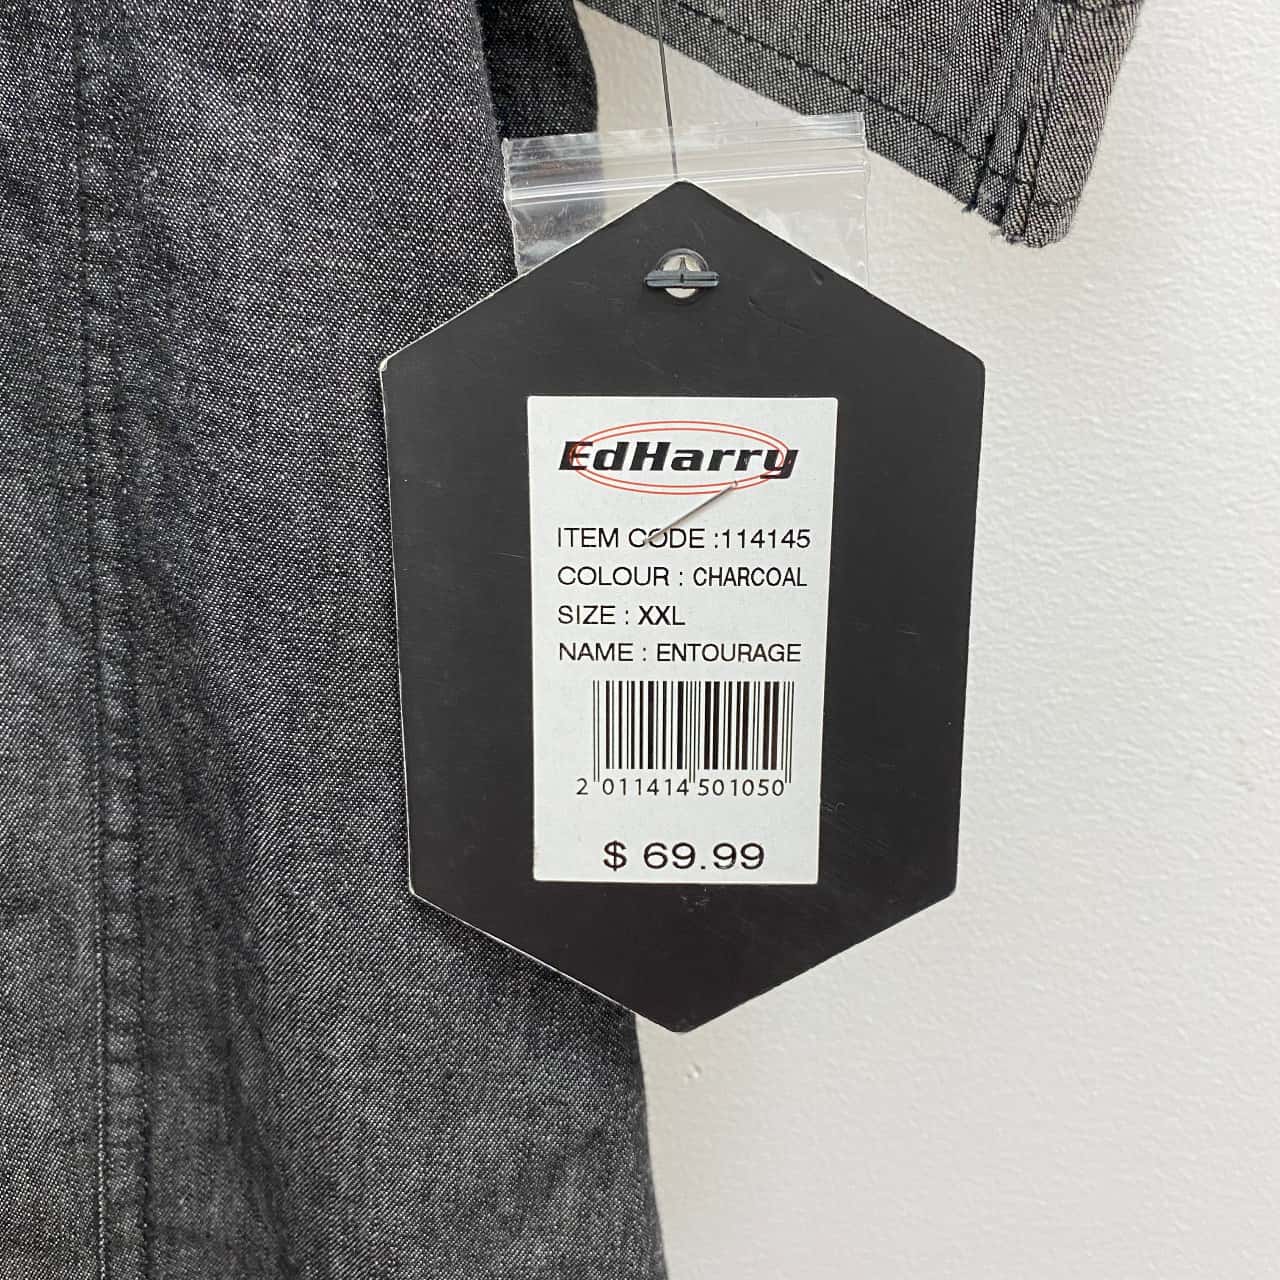 EdHarry
ITEM CODE :114145
COLOUR : CHARCOAL
SIZE : XXL
NAME : ENTOURAGE
2 011414 501050
$ 69.99